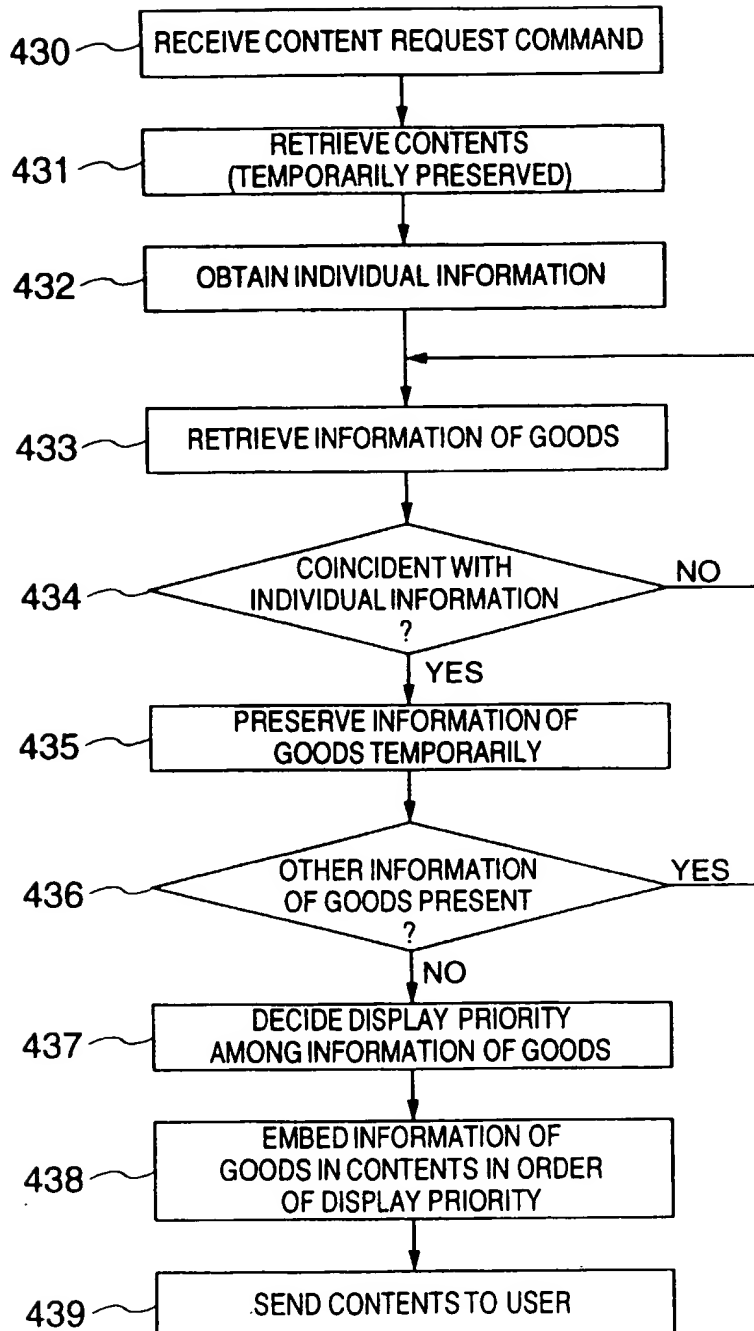 430
RECEIVE CONTENT REQUEST COMMAND
431
RETRIEVE CONTENTS
(TEMPORARILY PRESERVED)
432
OBTAIN INDIVIDUAL INFORMATION
433
RETRIEVE INFORMATION OF GOODS
434
COINCIDENT WITH
INDIVIDUAL INFORMATION
?
NO
YES
435
PRESERVE INFORMATION OF
GOODS TEMPORARILY
436
OTHER INFORMATION
OF GOODS PRESENT
?
YES
NO
437
DECIDE DISPLAY PRIORITY
AMONG INFORMATION OF GOODS
438
EMBED INFORMATION OF
GOODS IN CONTENTS IN ORDER
OF DISPLAY PRIORITY
439
SEND CONTENTS TO USER